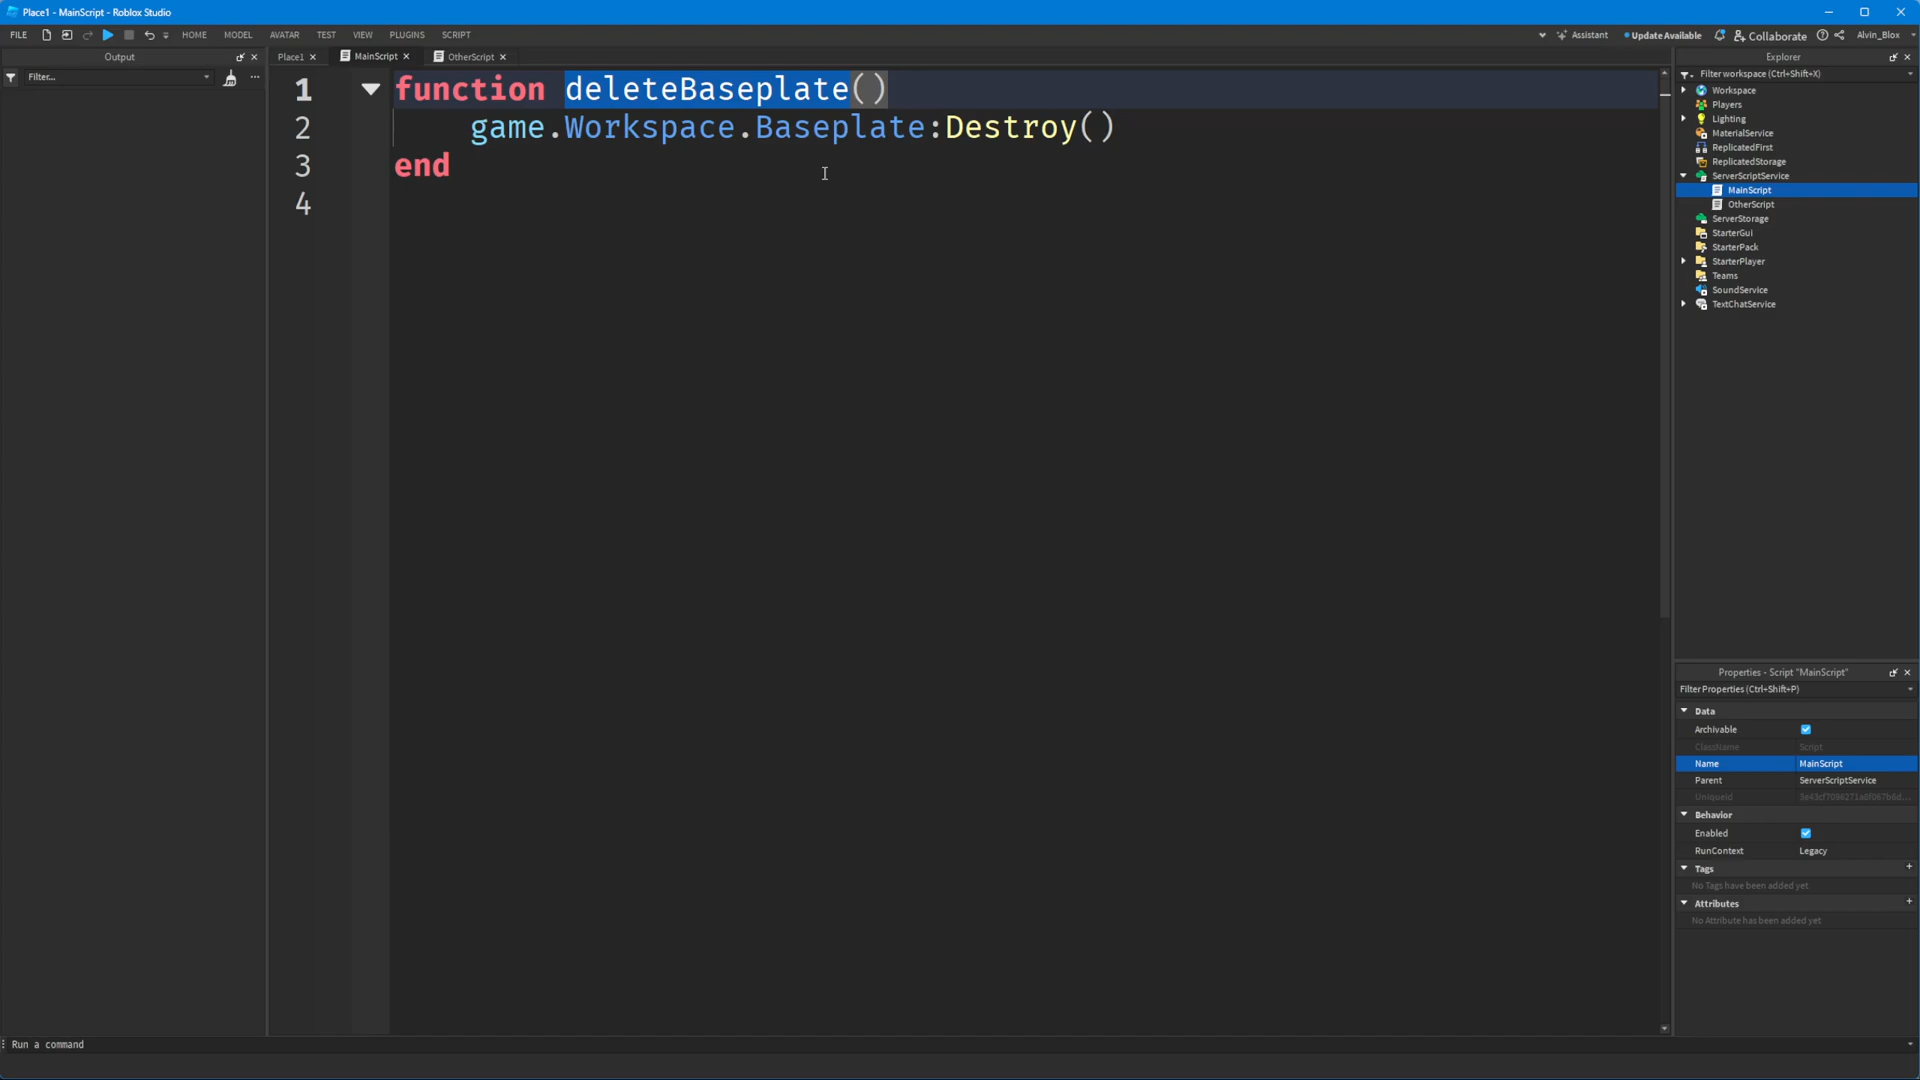 Place1 - MainScript - Roblox Studio
FILE HOME MODEL AVATAR TEST VIEW PLUGINS SCRIPT Assistant Update Available Collaborate Alvin_Blox
Output
Filter...
Place1 MainScript OtherScript
1 function deleteBaseplate()
2 game.Workspace.Baseplate:Destroy()
3 end
4
Explorer
Filter workspace (Ctrl+Shift+X)
Workspace
Players
Lighting
MaterialService
ReplicatedFirst
ReplicatedStorage
ServerScriptService
MainScript
OtherScript
ServerStorage
StarterGui
StarterPack
StarterPlayer
Teams
SoundService
TextChatService
Properties - Script "MainScript"
Filter Properties (Ctrl+Shift+P)
Data
Archivable
ClassName Script
Name MainScript
Parent ServerScriptService
UniqueId
Behavior
Enabled
RunContext Legacy
Tags
No Tags have been added yet
Attributes
No Attribute has been added yet
Run a command